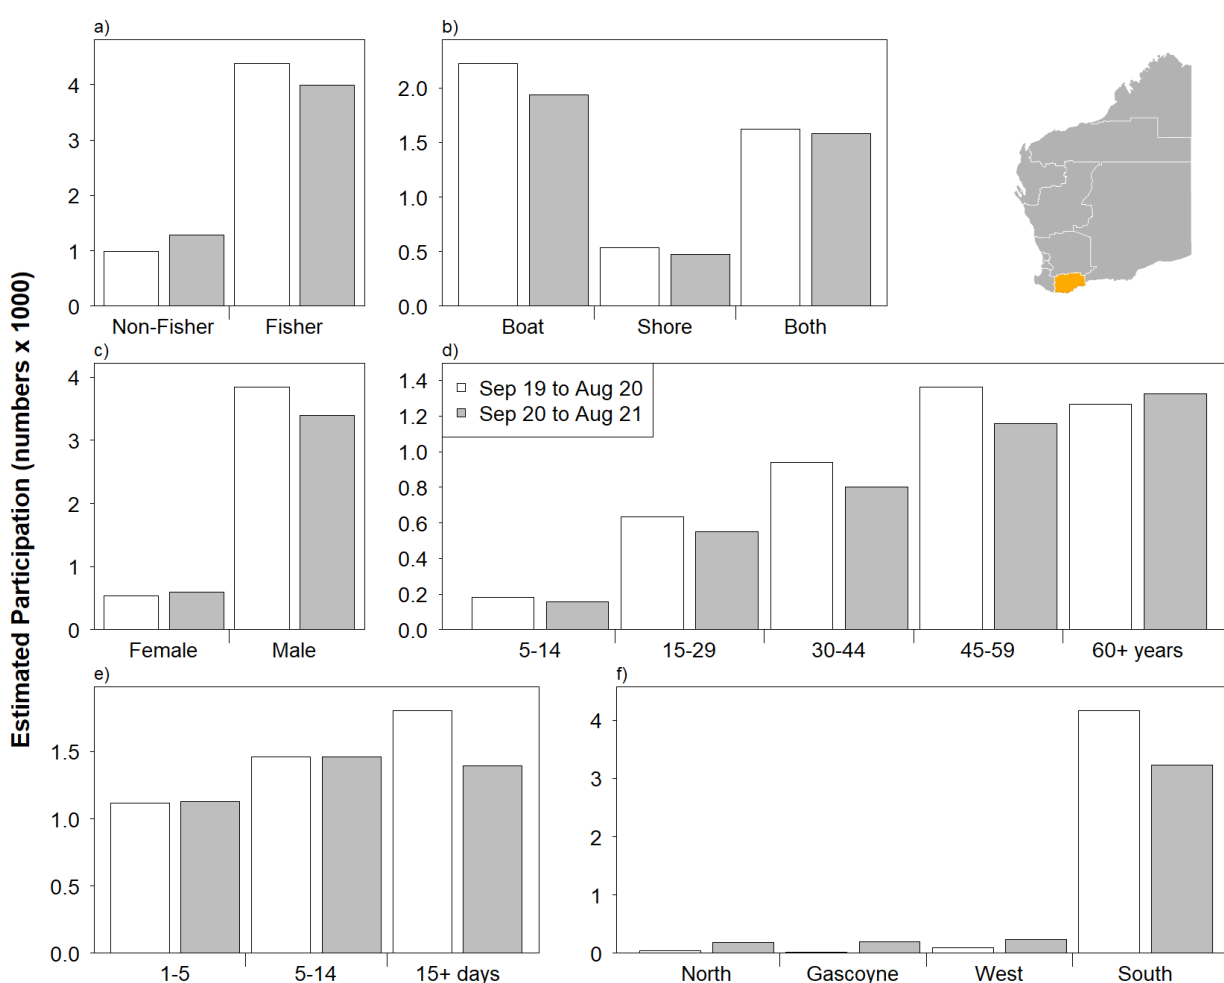 a)
4
3
2
1
0
Non-Fisher Fisher
b)
2.0
1.5
1.0
0.5
0.0
Boat Shore Both
Estimated Participation (numbers x 1000)
c)
4
3
2
1
0
Female Male
d)
Sep 19 to Aug 20
Sep 20 to Aug 21
1.4
1.2
1.0
0.8
0.6
0.4
0.2
0.0
5-14 15-29 30-44 45-59 60+ years
e)
1.5
1.0
0.5
0.0
1-5 5-14 15+ days
f)
4
3
2
1
0
North Gascoyne West South